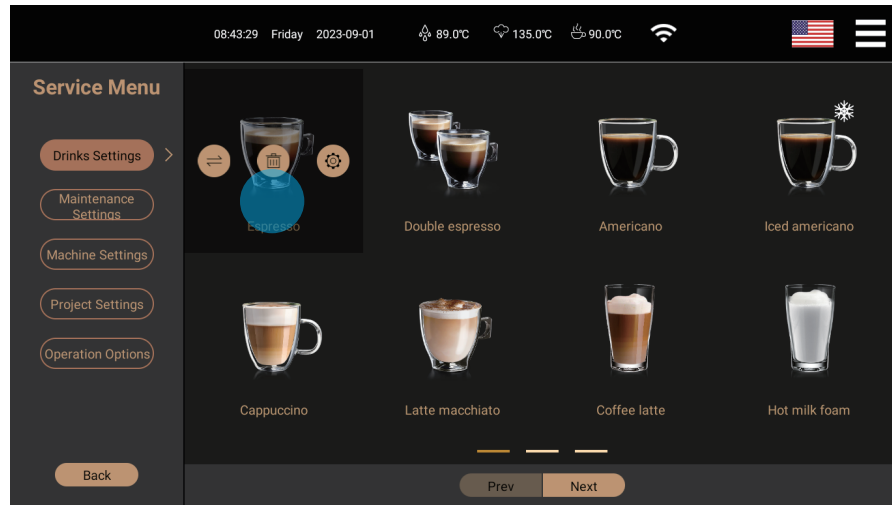 08:43:29 Friday 2023-09-01 89.0℃ 135.0℃ 90.0℃
Service Menu
Drinks Settings
Maintenance
Settings
Machine Settings
Project Settings
Operation Options
Back
Espresso
Double espresso
Americano
Iced americano
Cappuccino
Latte macchiato
Coffee latte
Hot milk foam
Prev
Next